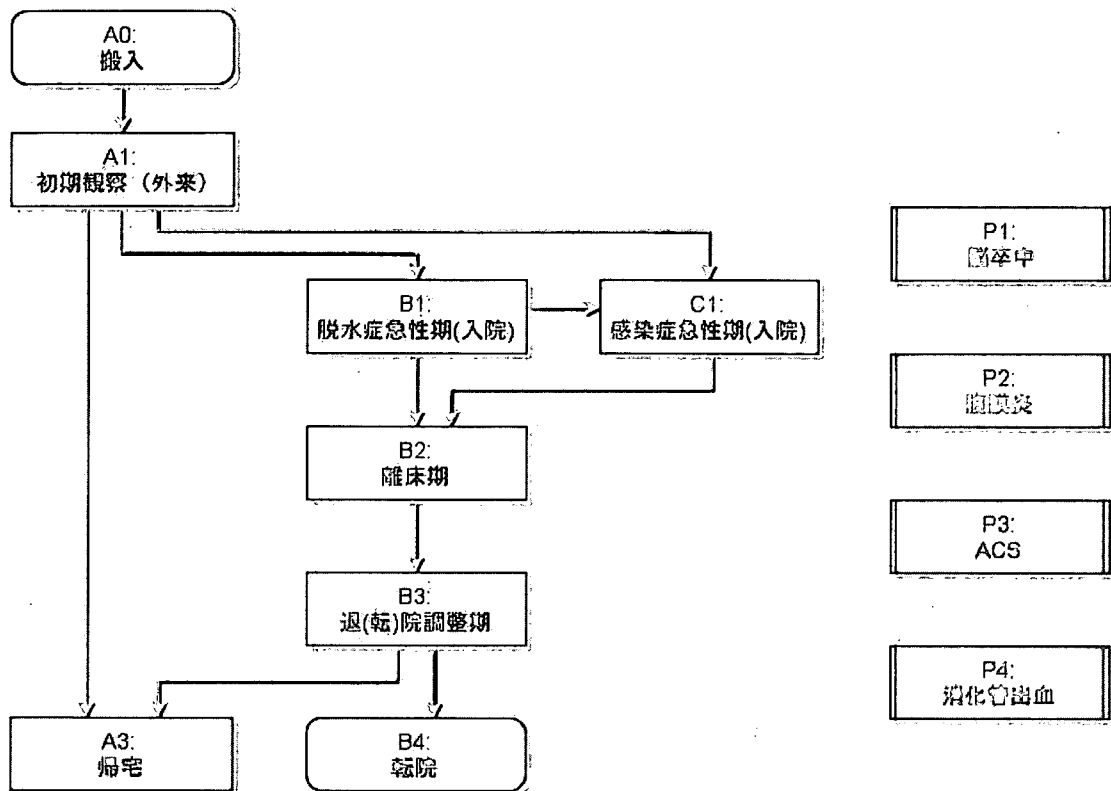 A0:
搬入
A1:
初期観察（外来）
B1:
脱水症急性期(入院)
C1:
感染症急性期(入院)
B2:
離床期
B3:
退(転)院調整期
A3:
帰宅
B4:
転院
P1:
脳卒中
P2:
腹膜炎
P3:
ACS
P4:
消化管出血